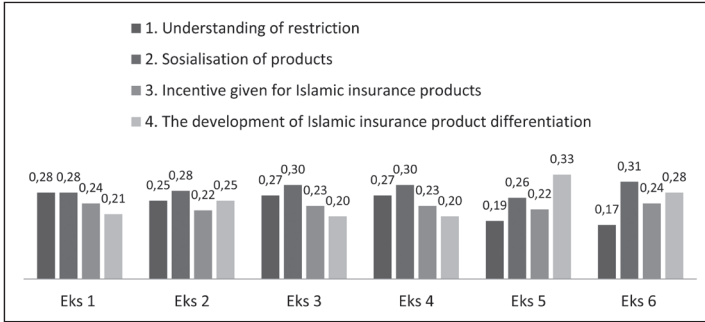 1. Understanding of restriction
2. Sosialisation of products
3. Incentive given for Islamic insurance products
4. The development of Islamic insurance product differentiation
0,28 0,28 0,24 0,21 0,25 0,28 0,22 0,25 0,27 0,30 0,23 0,20 0,27 0,30 0,23 0,20 0,19 0,26 0,22 0,33 0,17 0,31 0,24 0,28
Eks 1 Eks 2 Eks 3 Eks 4 Eks 5 Eks 6